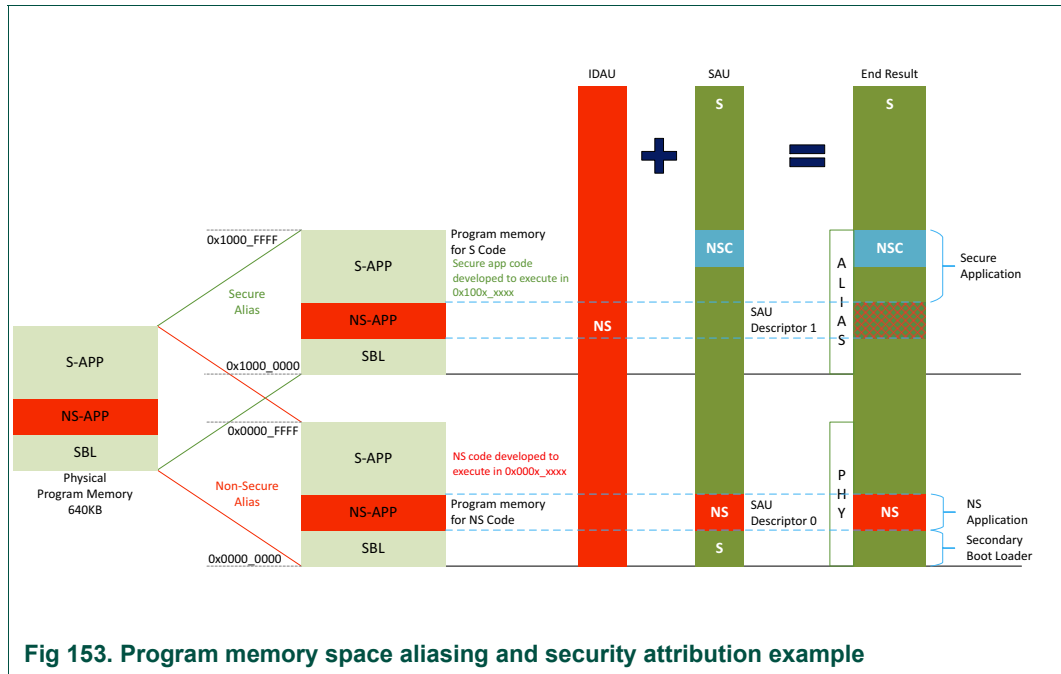 IDAU
SAU
End Result
S
S
0x1000_FFFF
Program memory
for S Code
Secure app code
developed to execute in
0x100x_xxxx
S-APP
NSC
NSC
A
L
I
A
S
Secure
Application
Secure
Alias
NS-APP
NS
SAU
Descriptor 1
0x1000_0000
SBL
S-APP
NS-APP
SBL
Physical
Program Memory
640KB
0x0000_FFFF
S-APP
NS code developed to
execute in 0x000x_xxxx
P
H
Y
Non-Secure
Alias
NS-APP
Program memory
for NS Code
NS
SAU
Descriptor 0
NS
NS
Application
SBL
S
Secondary
Boot Loader
0x0000_0000
Fig 153. Program memory space aliasing and security attribution example